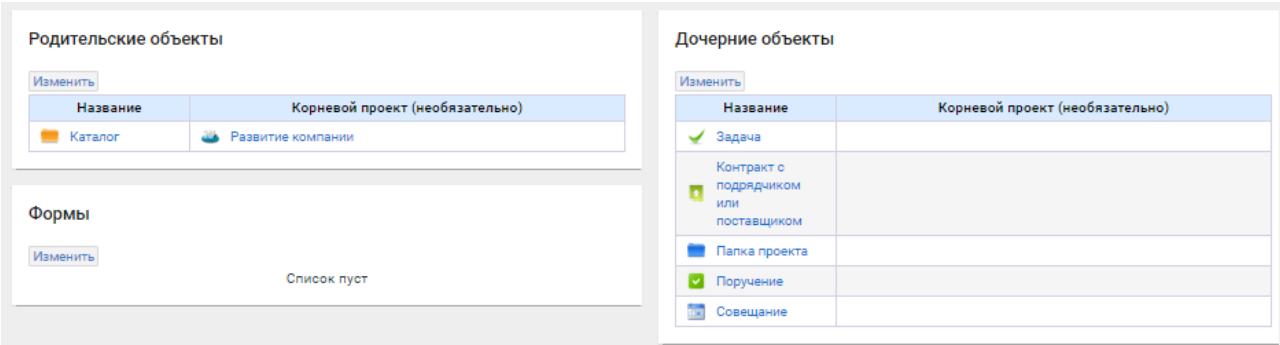 Родительские объекты
Изменить
Название Корневой проект (необязательно)
Каталог Развитие компании
Формы
Изменить
Список пуст
Дочерние объекты
Изменить
Название Корневой проект (необязательно)
Задача
Контракт с
подрядчиком
или
поставщиком
Папка проекта
Поручение
Совещание